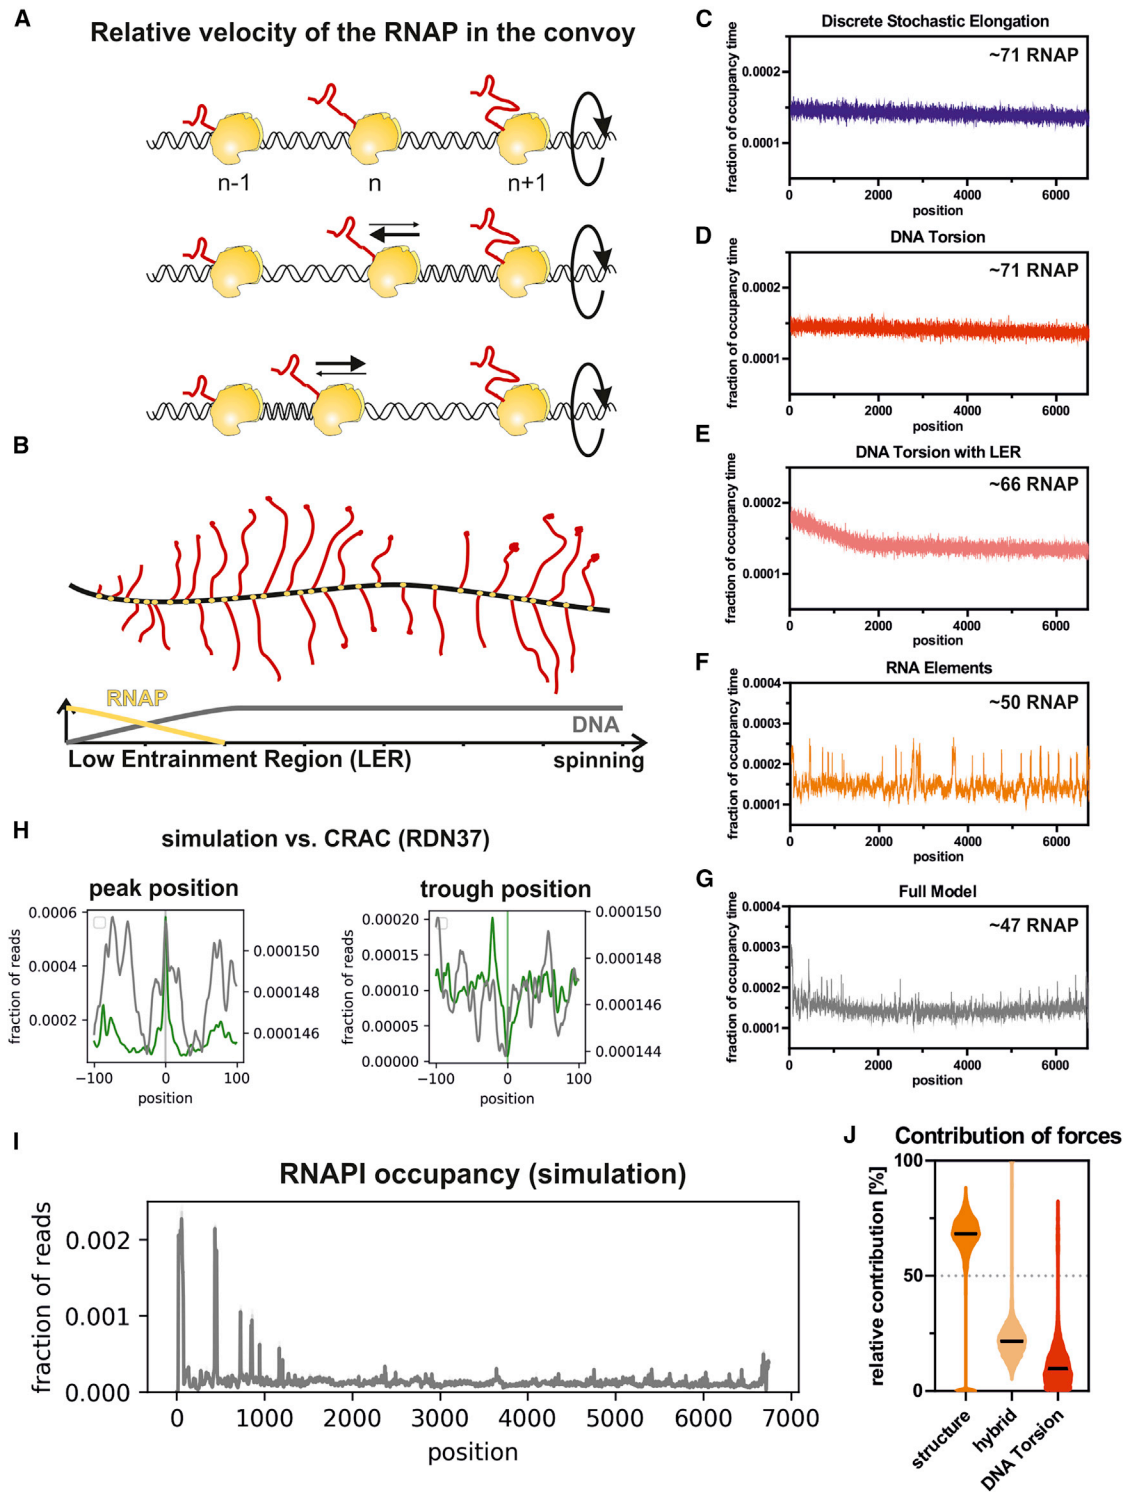 A
Relative velocity of the RNAP in the convoy
n-1
n
n+1
B
RNAP
DNA
Low Entrainment Region (LER)
spinning
C
Discrete Stochastic Elongation
~71 RNAP
fraction of occupancy time
0.0002
0.0001
0
2000
4000
6000
position
D
DNA Torsion
~71 RNAP
fraction of occupancy time
0.0002
0.0001
0
2000
4000
6000
position
E
DNA Torsion with LER
~66 RNAP
fraction of occupancy time
0.0002
0.0001
0
2000
4000
6000
position
F
RNA Elements
~50 RNAP
fraction of occupancy time
0.0004
0.0003
0.0002
0.0001
0
2000
4000
6000
position
G
Full Model
~47 RNAP
fraction of occupancy time
0.0004
0.0003
0.0002
0.0001
0
2000
4000
6000
position
H
simulation vs. CRAC (RDN37)
peak position
fraction of reads
0.0006
0.0004
0.0002
0.000150
0.000148
0.000146
−100
0
100
position
trough position
fraction of reads
0.00020
0.00015
0.00010
0.00005
0.00000
0.000150
0.000148
0.000146
0.000144
−100
0
100
position
I
RNAPI occupancy (simulation)
fraction of reads
0.002
0.001
0.000
0
1000
2000
3000
4000
5000
6000
7000
position
J
Contribution of forces
relative contribution [%]
100
50
0
structure
hybrid
DNA Torsion